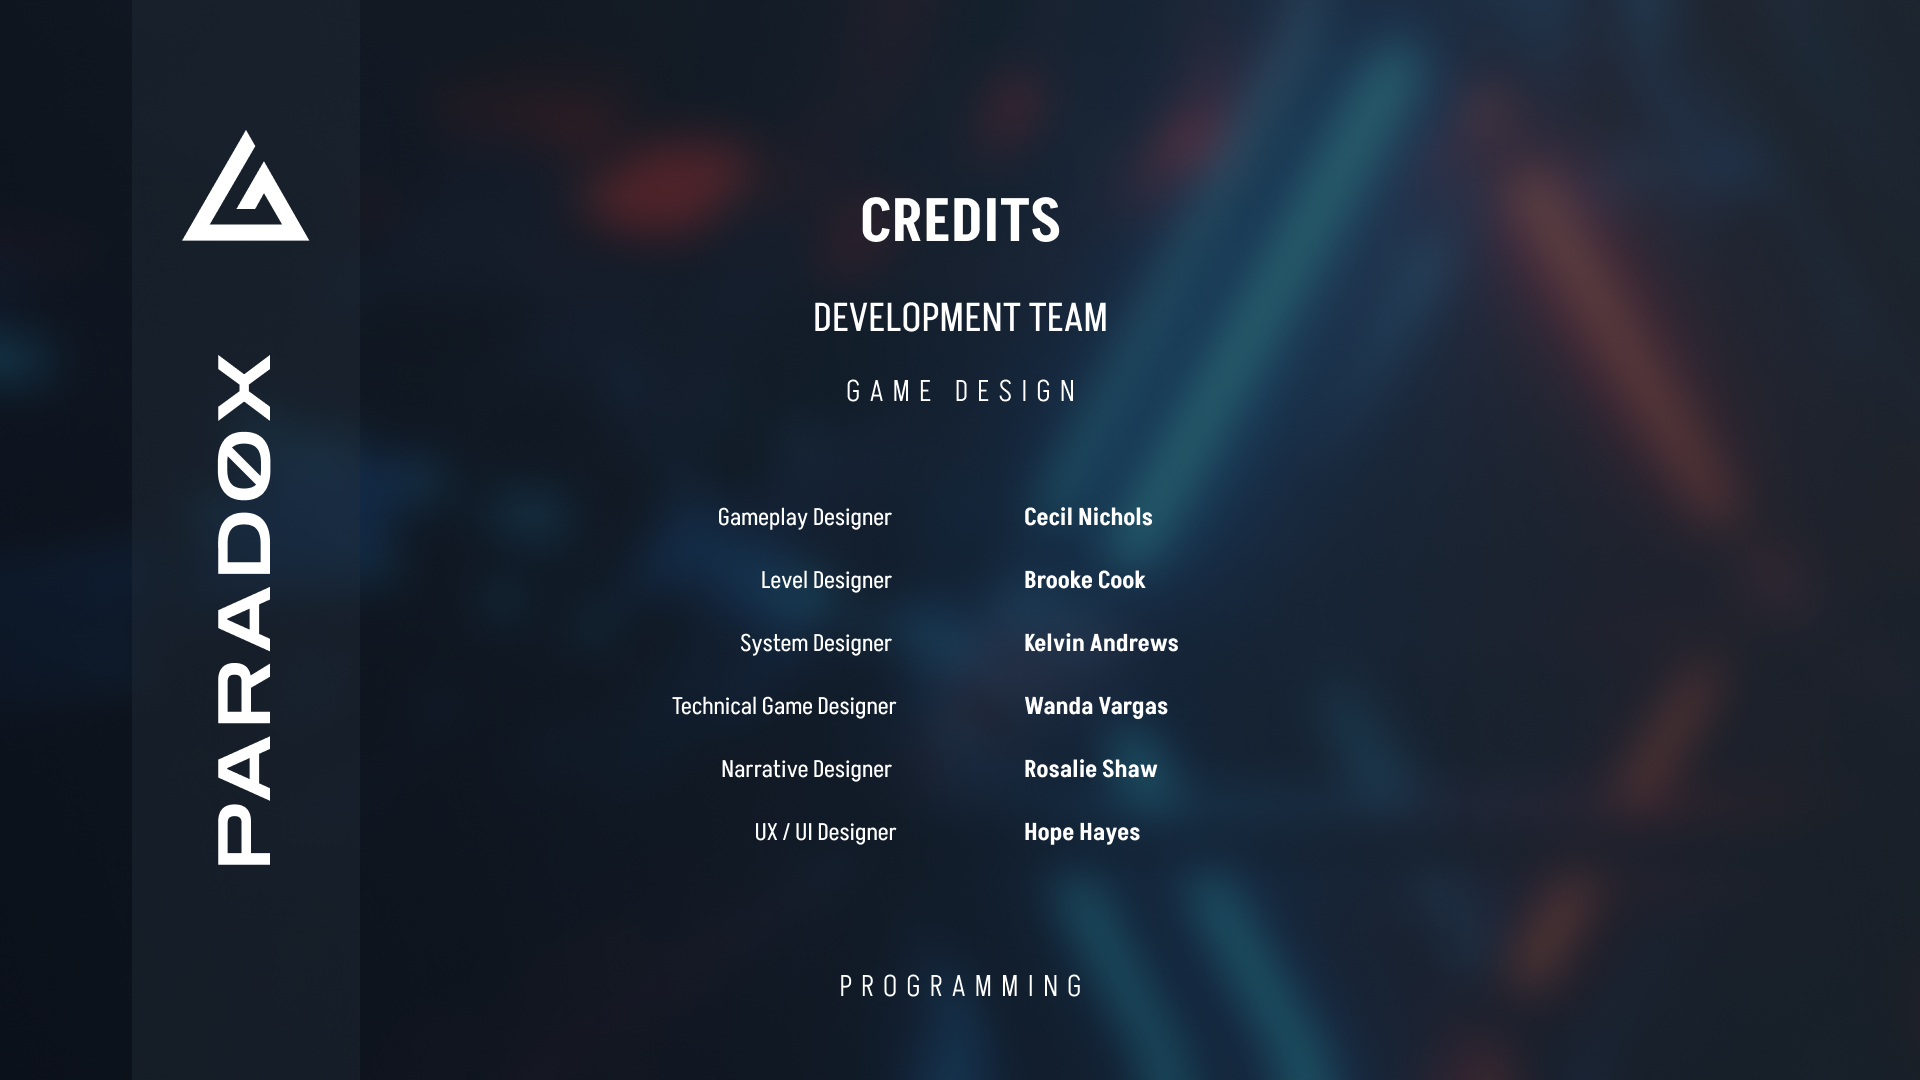 PARADØX
CREDITS
DEVELOPMENT TEAM
GAME DESIGN
Gameplay Designer Cecil Nichols
Level Designer Brooke Cook
System Designer Kelvin Andrews
Technical Game Designer Wanda Vargas
Narrative Designer Rosalie Shaw
UX / UI Designer Hope Hayes
PROGRAMMING